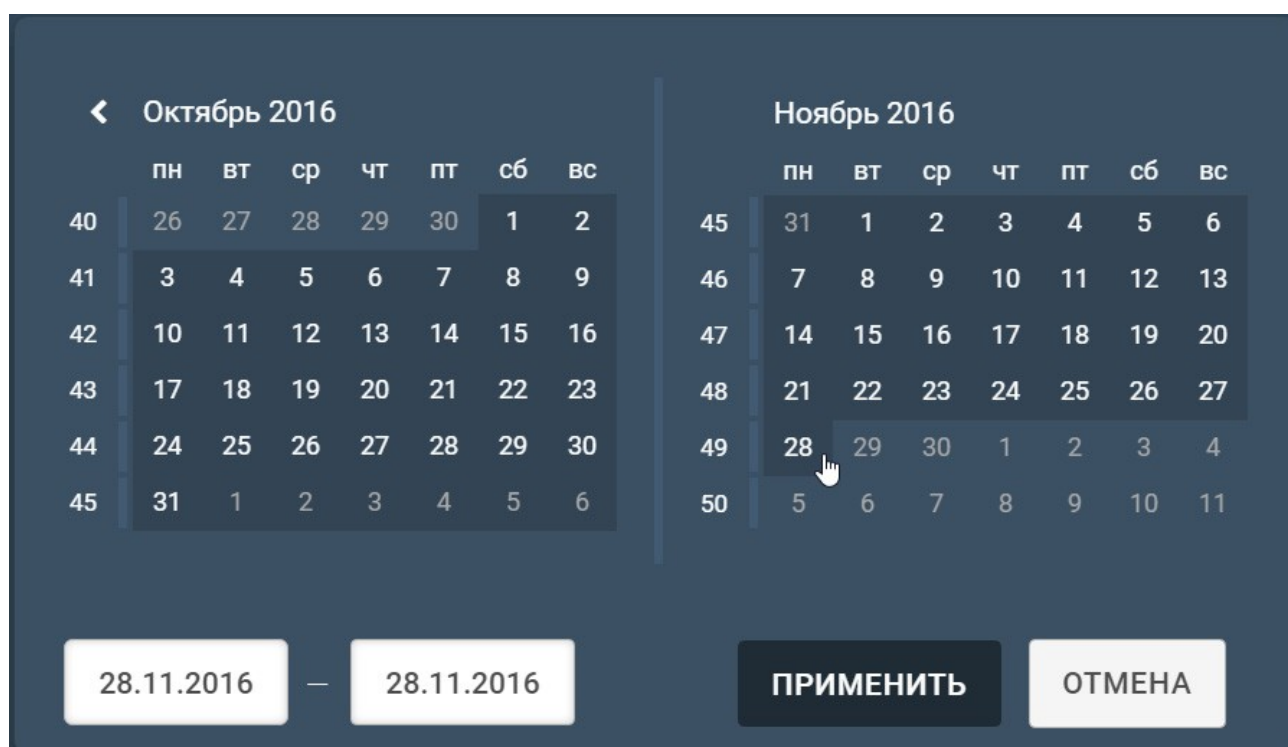 Октябрь 2016
пн вт ср чт пт сб вс
40 26 27 28 29 30 1 2
41 3 4 5 6 7 8 9
42 10 11 12 13 14 15 16
43 17 18 19 20 21 22 23
44 24 25 26 27 28 29 30
45 31 1 2 3 4 5 6
Ноябрь 2016
пн вт ср чт пт сб вс
45 31 1 2 3 4 5 6
46 7 8 9 10 11 12 13
47 14 15 16 17 18 19 20
48 21 22 23 24 25 26 27
49 28 29 30 1 2 3 4
50 5 6 7 8 9 10 11
28.11.2016 — 28.11.2016
ПРИМЕНИТЬ ОТМЕНА